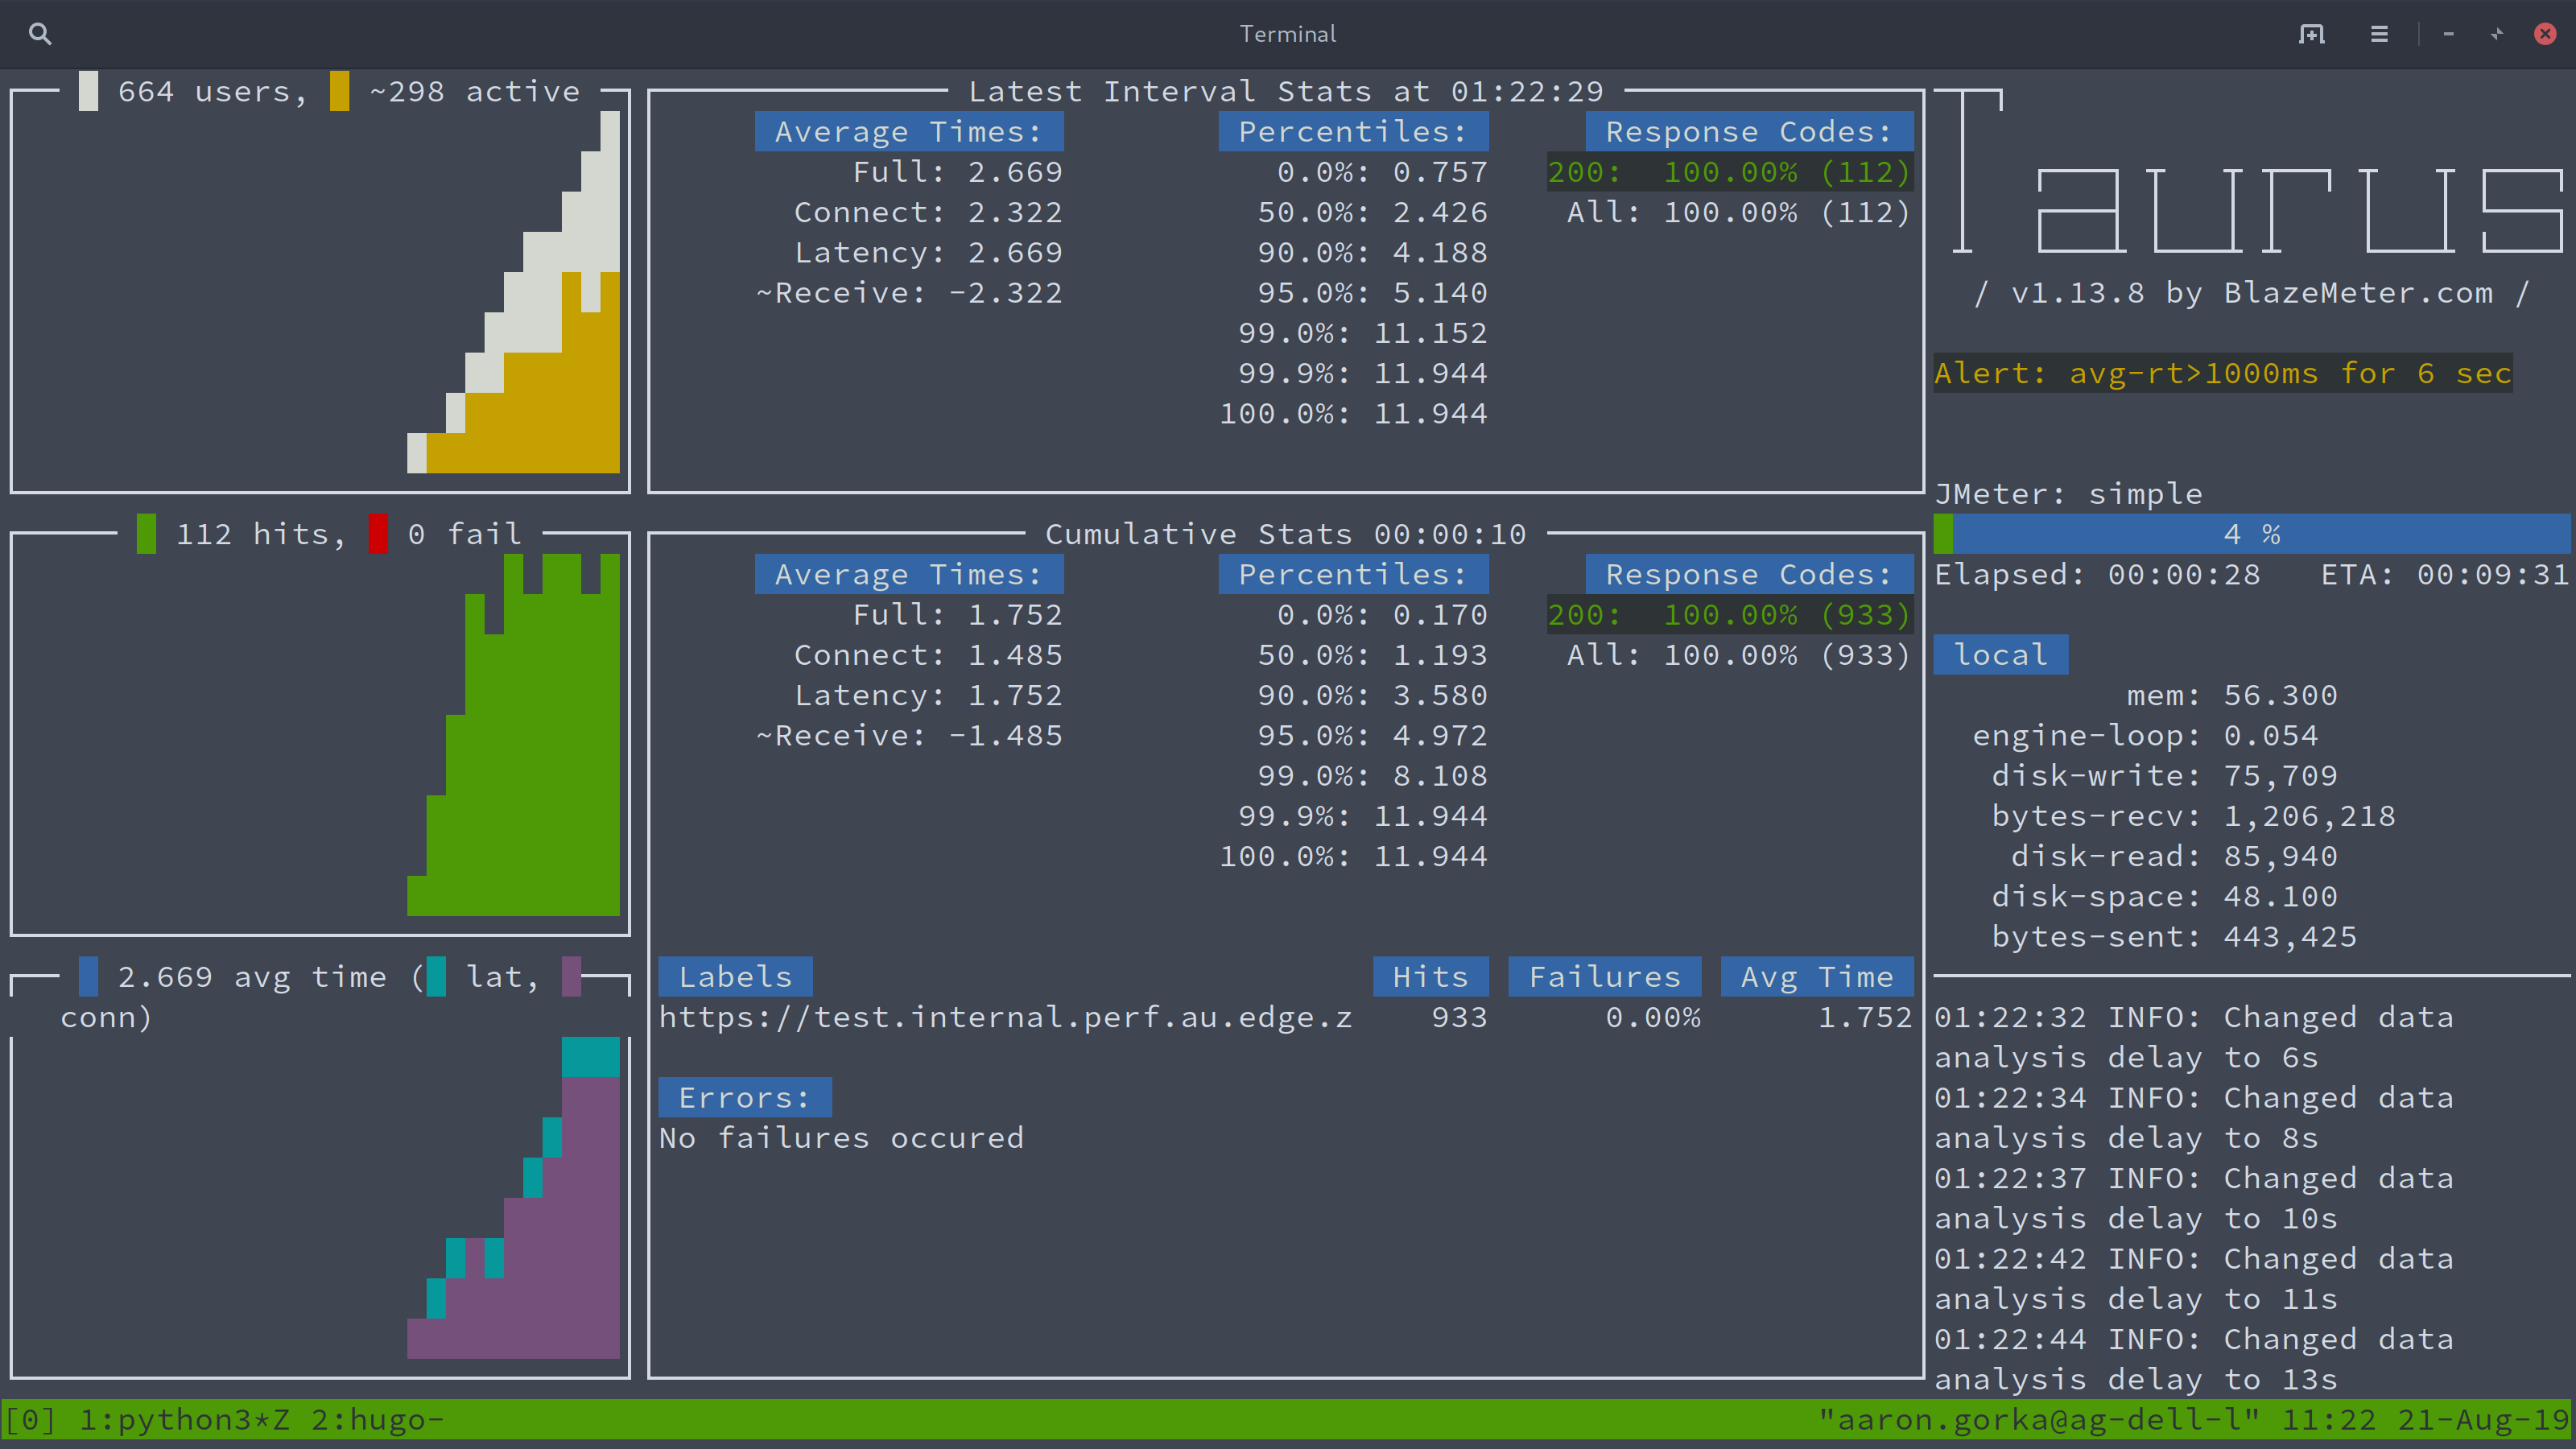 Terminal
664 users, ~298 active
112 hits, 0 fail
2.669 avg time ( lat,
conn)
Latest Interval Stats at 01:22:29
Average Times:
Full: 2.669
Connect: 2.322
Latency: 2.669
~Receive: -2.322
Percentiles:
0.0%: 0.757
50.0%: 2.426
90.0%: 4.188
95.0%: 5.140
99.0%: 11.152
99.9%: 11.944
100.0%: 11.944
Response Codes:
200: 100.00% (112)
All: 100.00% (112)
Cumulative Stats 00:00:10
Average Times:
Full: 1.752
Connect: 1.485
Latency: 1.752
~Receive: -1.485
Percentiles:
0.0%: 0.170
50.0%: 1.193
90.0%: 3.580
95.0%: 4.972
99.0%: 8.108
99.9%: 11.944
100.0%: 11.944
Response Codes:
200: 100.00% (933)
All: 100.00% (933)
Labels Hits Failures Avg Time
https://test.internal.perf.au.edge.z 933 0.00% 1.752
Errors:
No failures occured
Taurus
/ v1.13.8 by BlazeMeter.com /
Alert: avg-rt>1000ms for 6 sec
JMeter: simple
4 %
Elapsed: 00:00:28 ETA: 00:09:31
local
mem: 56.300
engine-loop: 0.054
disk-write: 75,709
bytes-recv: 1,206,218
disk-read: 85,940
disk-space: 48.100
bytes-sent: 443,425
01:22:32 INFO: Changed data
analysis delay to 6s
01:22:34 INFO: Changed data
analysis delay to 8s
01:22:37 INFO: Changed data
analysis delay to 10s
01:22:42 INFO: Changed data
analysis delay to 11s
01:22:44 INFO: Changed data
analysis delay to 13s
[0] 1:python3*Z 2:hugo- "aaron.gorka@ag-dell-l" 11:22 21-Aug-19